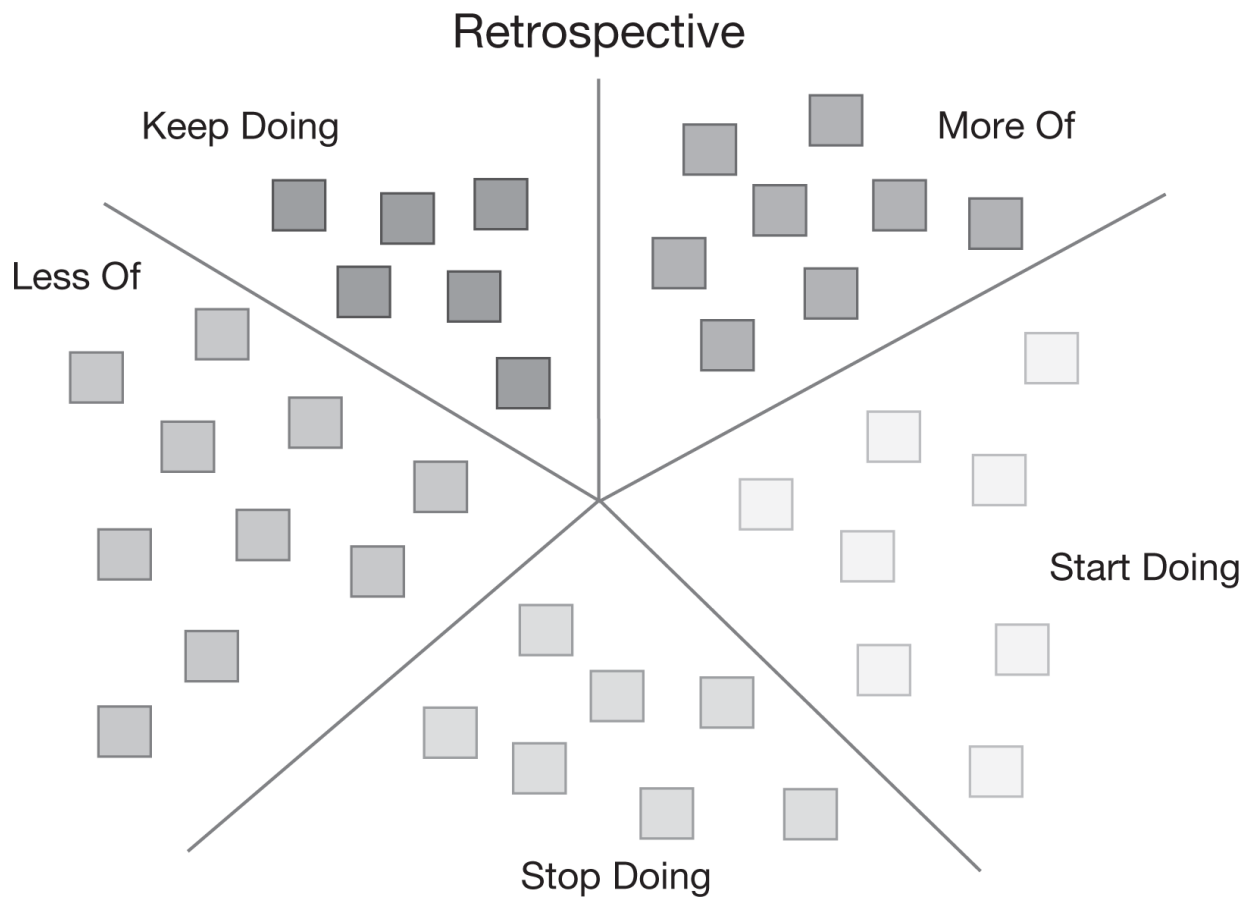 Retrospective
Keep Doing
More Of
Less Of
Start Doing
Stop Doing